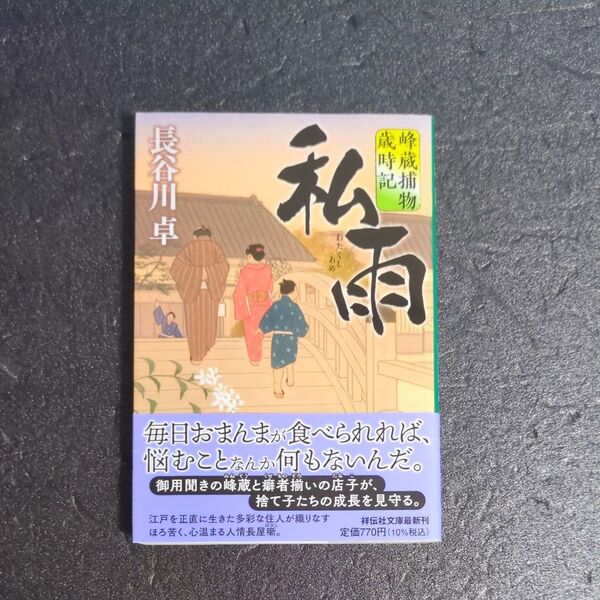 峰蔵捕物
歳時記
私雨
わたくし
あめ
長谷川 卓
毎日おまんまが食べられれば、
悩むことなんか何もないんだ。
御用聞きの峰蔵と癖者揃いの店子が、
捨て子たちの成長を見守る。
江戸を正直に生きた多彩な住人が織りなす
ほろ苦く、心温まる人情長屋噺。
祥伝社文庫最新刊
定価770円(10%税込)